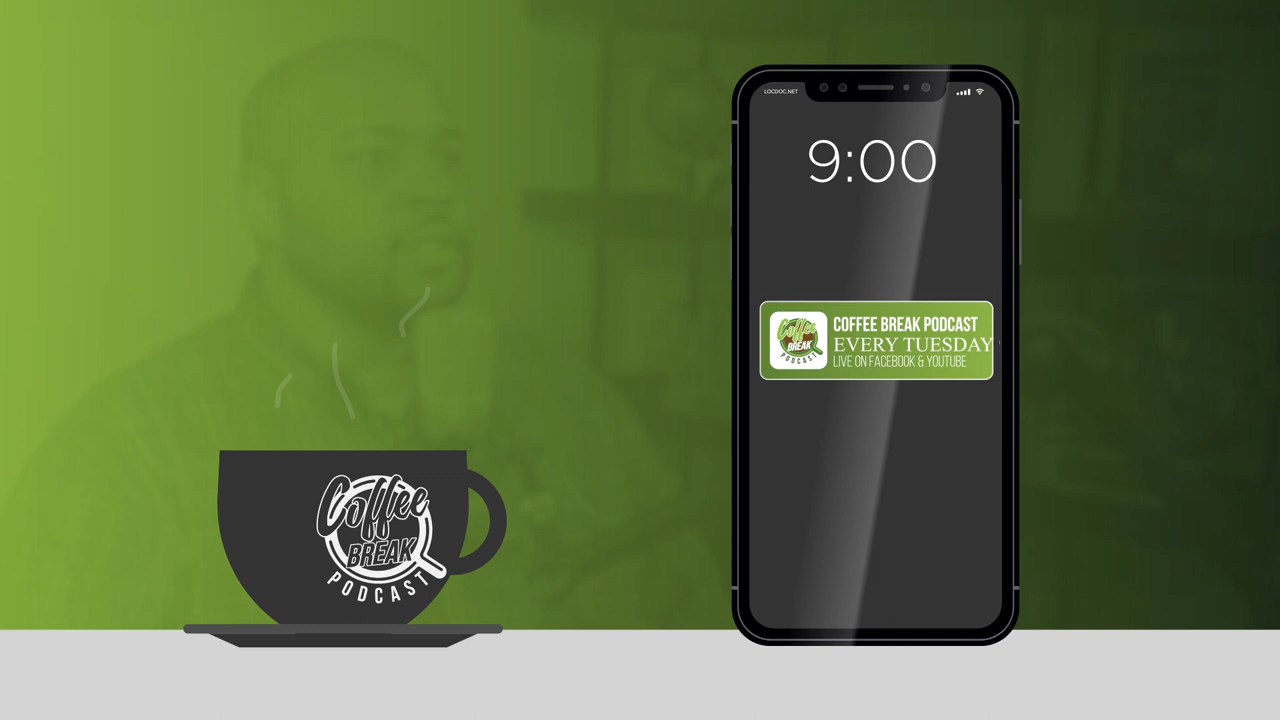 Coffee
BREAK
PODCAST
LOCDOC.NET
9:00
Coffee
BREAK
PODCAST
COFFEE BREAK PODCAST
EVERY TUESDAY
LIVE ON FACEBOOK & YOUTUBE